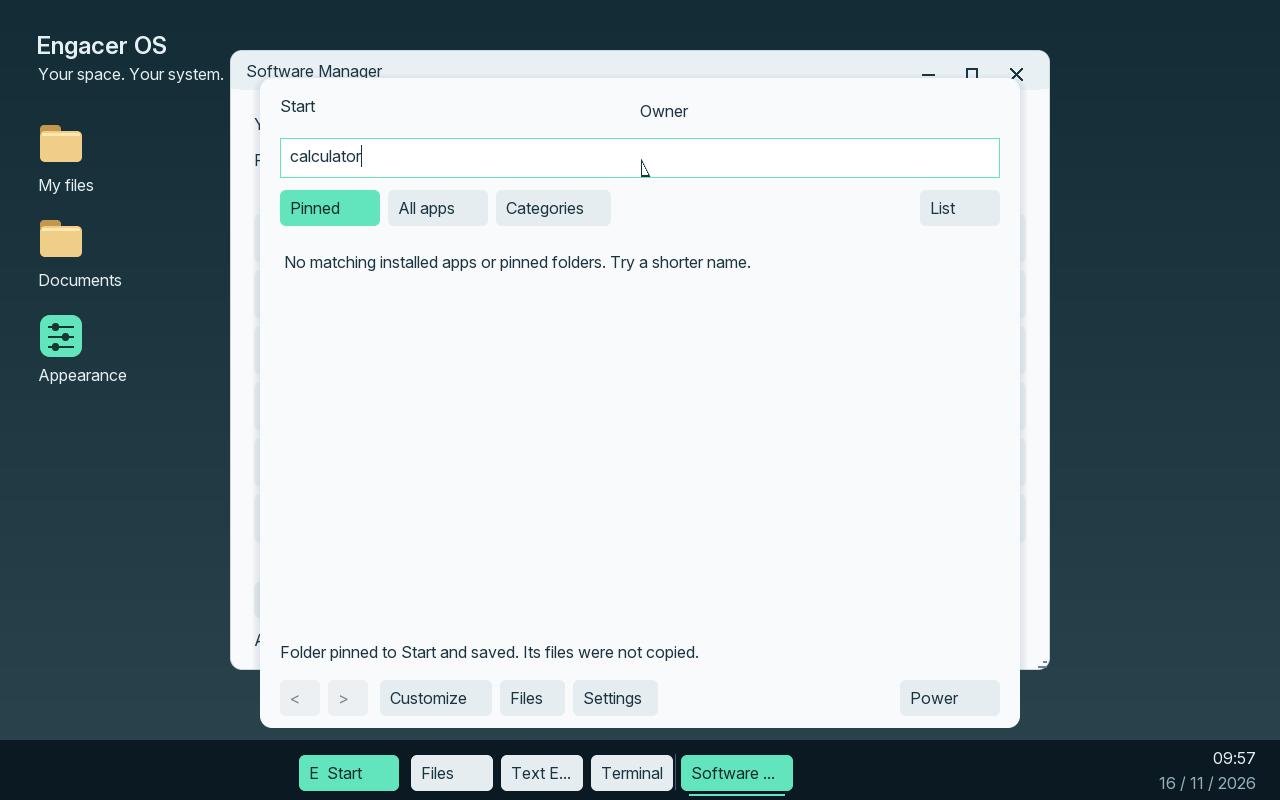 Engacer OS
Your space. Your system.
My files
Documents
Appearance
Software Manager
Start
Owner
calculator
Pinned
All apps
Categories
List
No matching installed apps or pinned folders. Try a shorter name.
Folder pinned to Start and saved. Its files were not copied.
<
>
Customize
Files
Settings
Power
E Start
Files
Text E...
Terminal
Software ...
09:57
16 / 11 / 2026